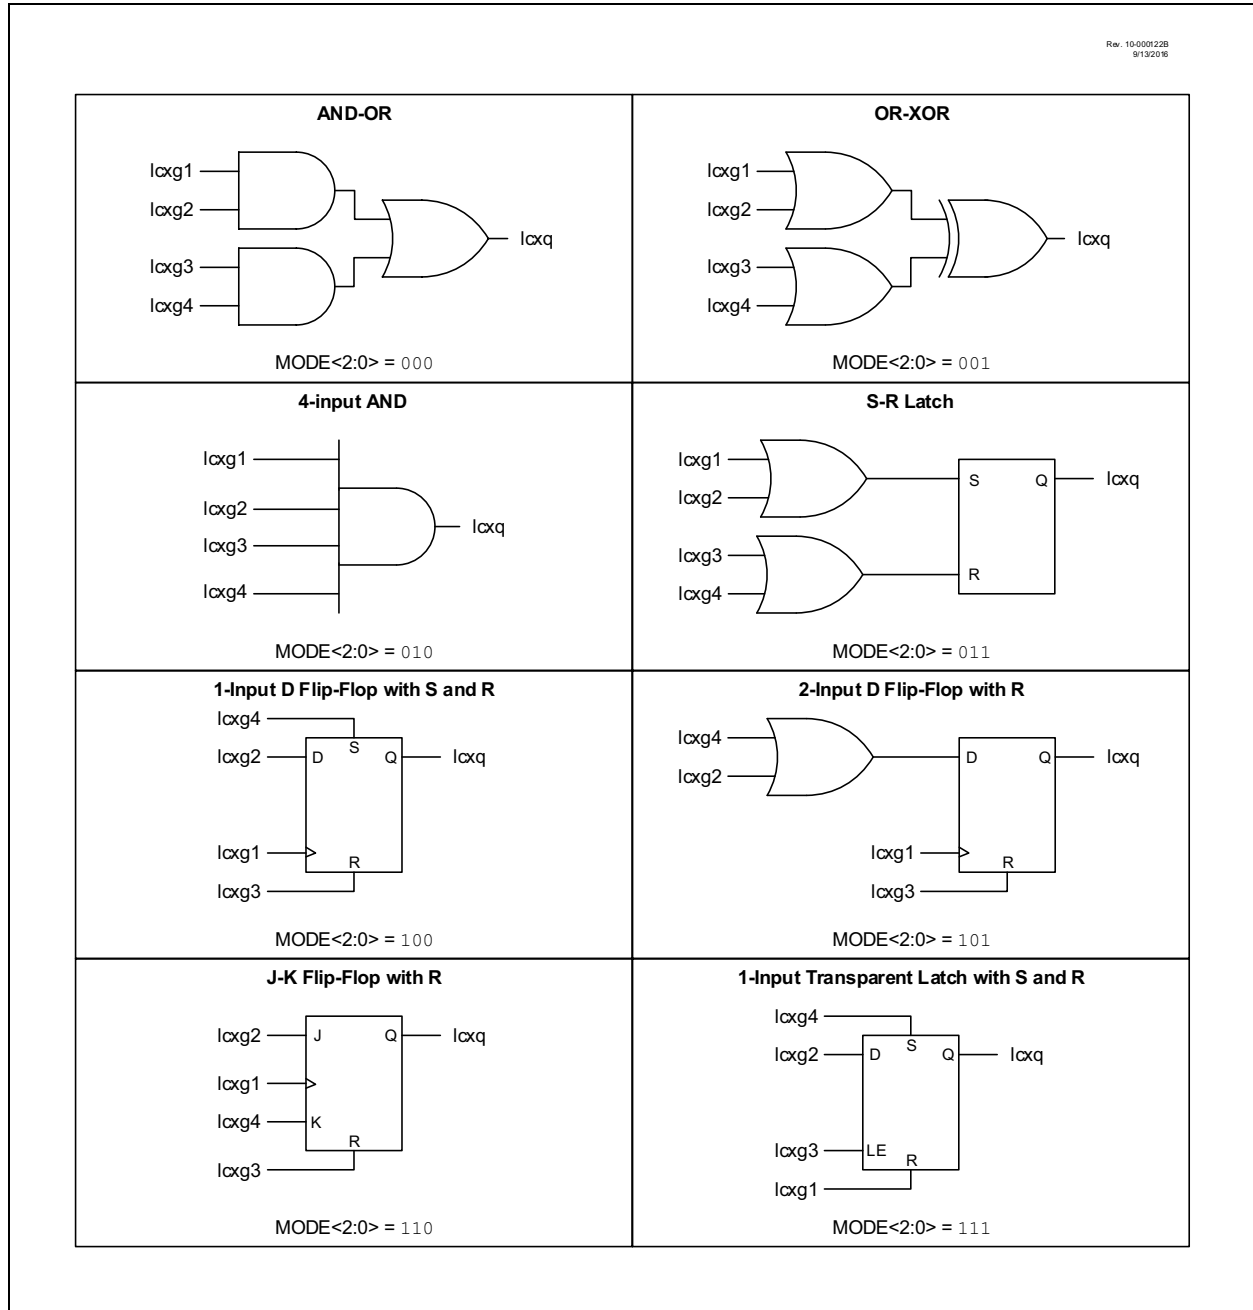 Rev. 10-000122B
9/13/2016
AND-OR
lcxg1
lcxg2
lcxg3
lcxg4
lcxq
MODE<2:0> = 000
OR-XOR
lcxg1
lcxg2
lcxg3
lcxg4
lcxq
MODE<2:0> = 001
4-input AND
lcxg1
lcxg2
lcxg3
lcxg4
lcxq
MODE<2:0> = 010
S-R Latch
lcxg1
lcxg2
lcxg3
lcxg4
S
Q
lcxq
R
MODE<2:0> = 011
1-Input D Flip-Flop with S and R
lcxg4
S
lcxg2
D
Q
lcxq
lcxg1
R
lcxg3
MODE<2:0> = 100
2-Input D Flip-Flop with R
lcxg4
lcxg2
D
Q
lcxq
lcxg1
R
lcxg3
MODE<2:0> = 101
J-K Flip-Flop with R
lcxg2
J
Q
lcxq
lcxg1
lcxg4
K
R
lcxg3
MODE<2:0> = 110
1-Input Transparent Latch with S and R
lcxg4
S
lcxg2
D
Q
lcxq
lcxg3
LE
R
lcxg1
MODE<2:0> = 111